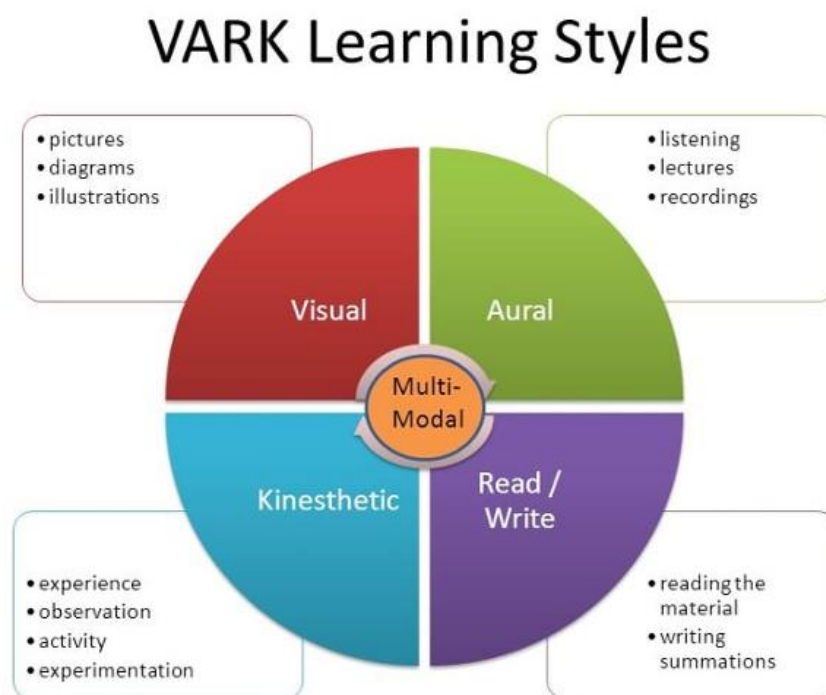 VARK Learning Styles
• pictures
• diagrams
• illustrations
• listening
• lectures
• recordings
Visual
Aural
Multi-
Modal
Kinesthetic
Read /
Write
• experience
• observation
• activity
• experimentation
• reading the
material
• writing
summations